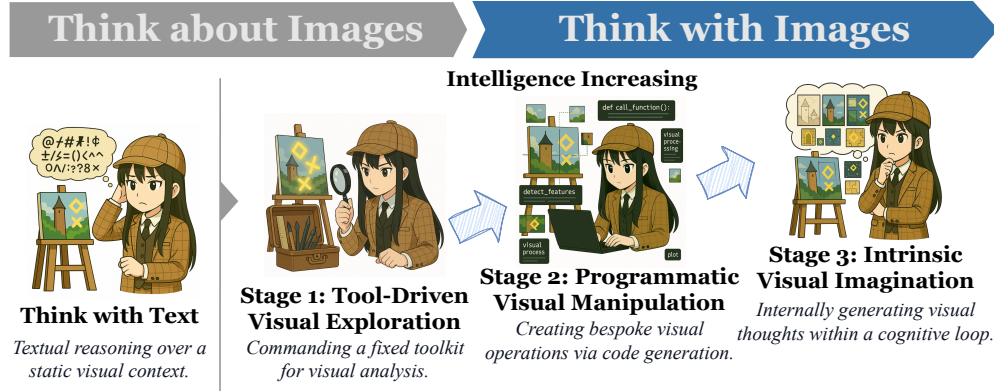 Think about Images
Think with Images
Intelligence Increasing
@≁#⁊!¢
±/=()<^^
def call_function():
visual
proce-
ssing
detect_features
visual
process
plot
Think with Text
Textual reasoning over a
static visual context.
Stage 1: Tool-Driven
Visual Exploration
Commanding a fixed toolkit
for visual analysis.
Stage 2: Programmatic
Visual Manipulation
Creating bespoke visual
operations via code generation.
Stage 3: Intrinsic
Visual Imagination
Internally generating visual
thoughts within a cognitive loop.